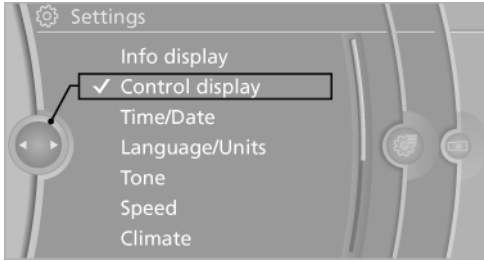 Settings
Info display
Control display
Time/Date
Language/Units
Tone
Speed
Climate